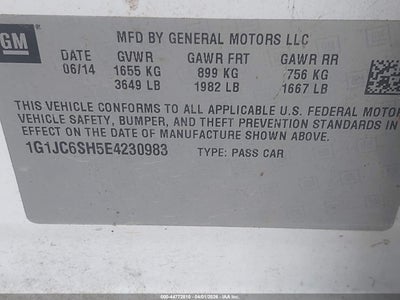 GM
MFD BY GENERAL MOTORS LLC
DATE GVWR GAWR FRT GAWR RR
06/14 1655 KG 899 KG 756 KG
3649 LB 1982 LB 1667 LB
THIS VEHICLE CONFORMS TO ALL APPLICABLE U.S. FEDERAL MOTOR
VEHICLE SAFETY, BUMPER, AND THEFT PREVENTION STANDARDS
IN EFFECT ON THE DATE OF MANUFACTURE SHOWN ABOVE.
1G1JC6SH5E4230983 TYPE: PASS CAR